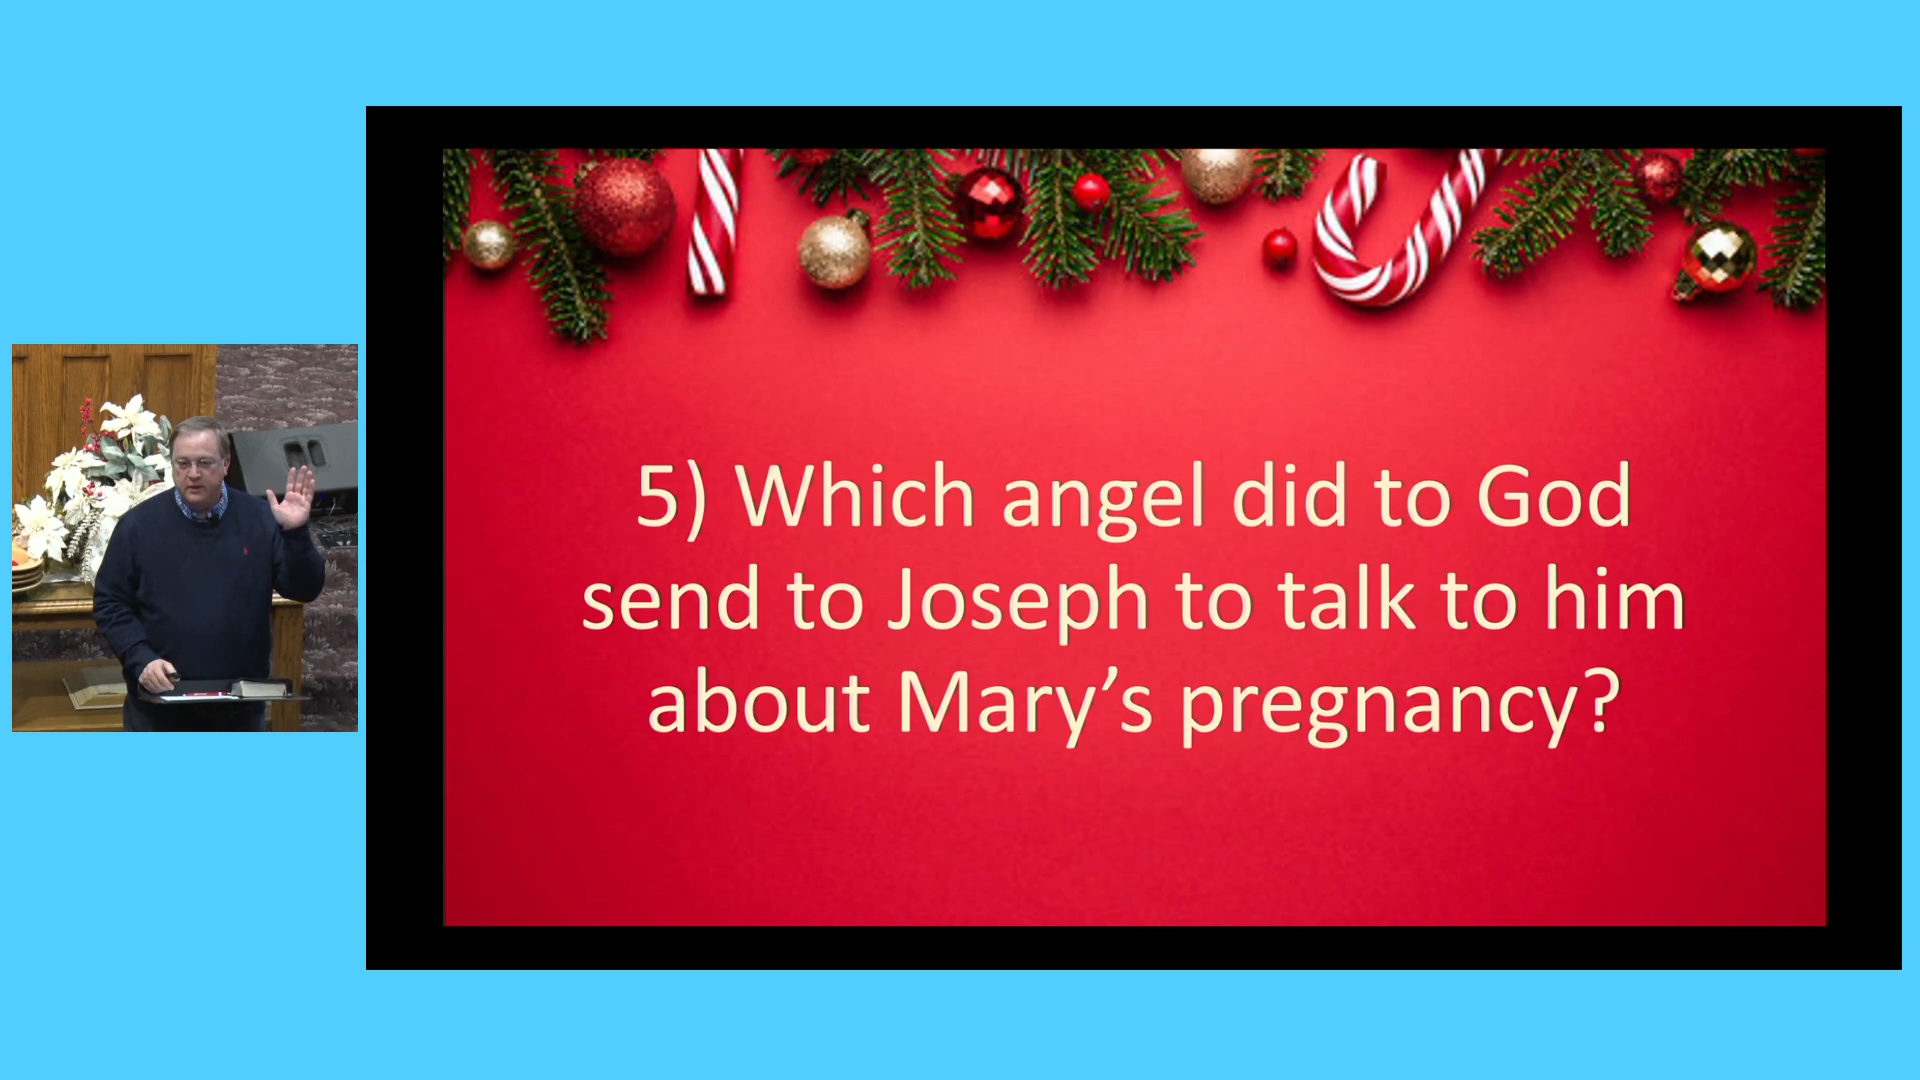 5) Which angel did to God
send to Joseph to talk to him
about Mary’s pregnancy?